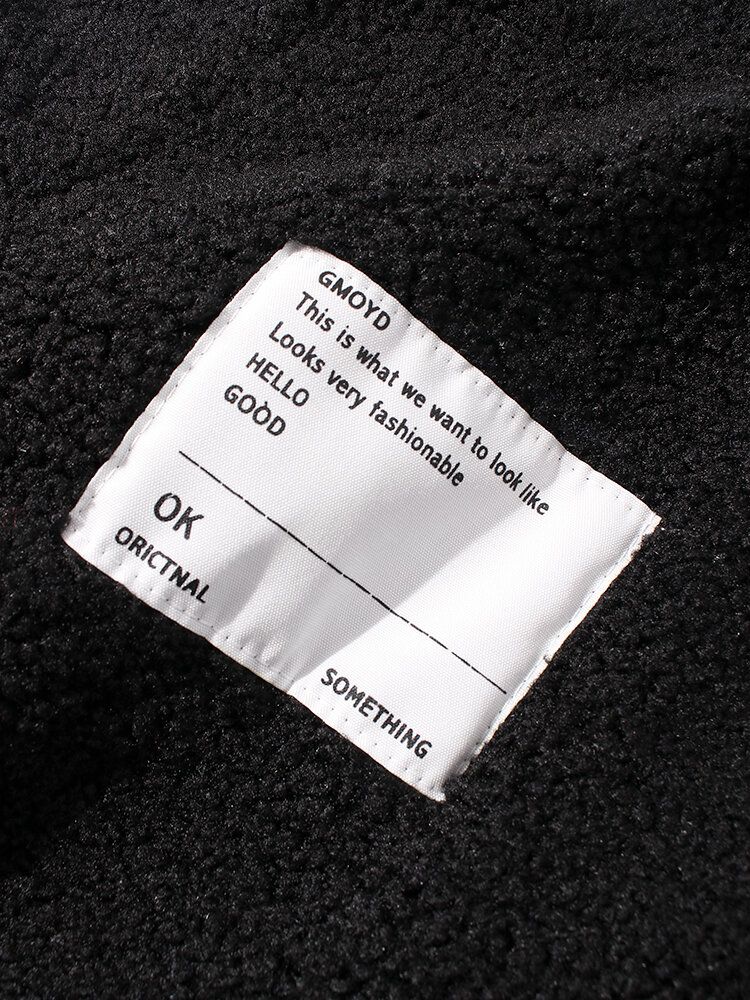 GMOYD
This is what we want to look like
Looks very fashionable
HELLO
GOÒD
OK
ORICTNAL
SOMETHING